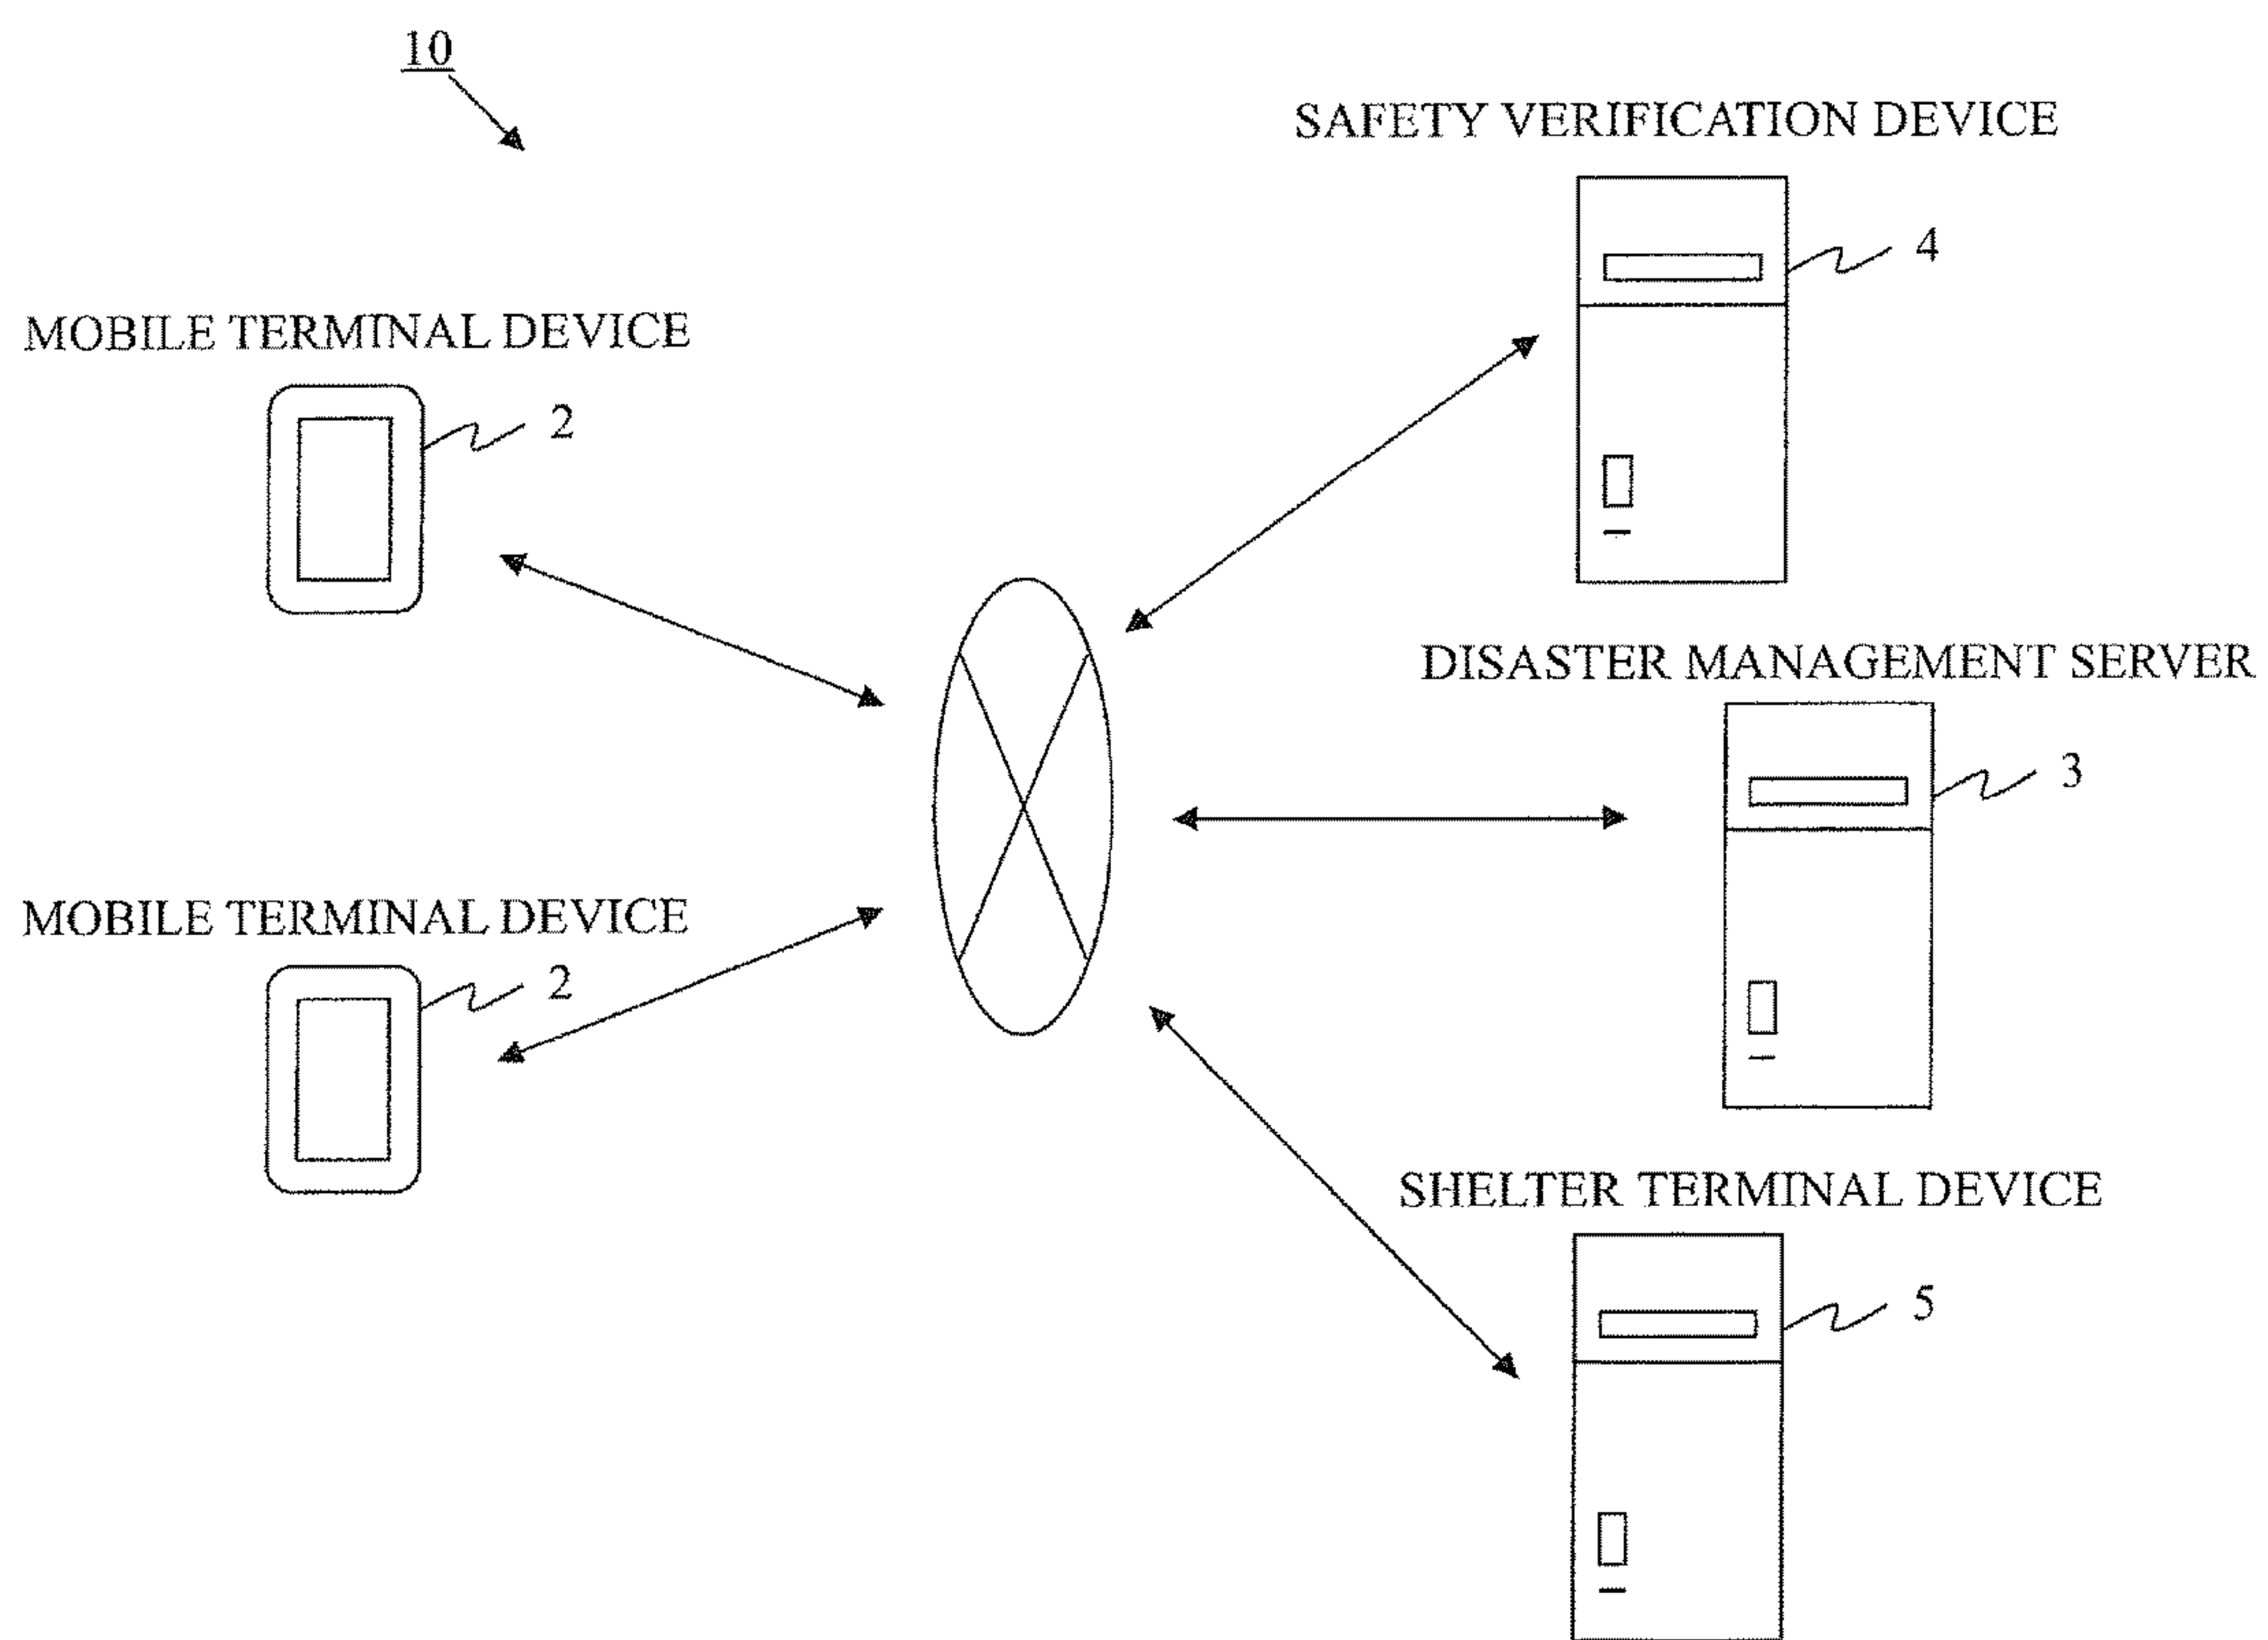 10
SAFETY VERIFICATION DEVICE
4
MOBILE TERMINAL DEVICE
2
DISASTER MANAGEMENT SERVER
3
MOBILE TERMINAL DEVICE
2
SHELTER TERMINAL DEVICE
5